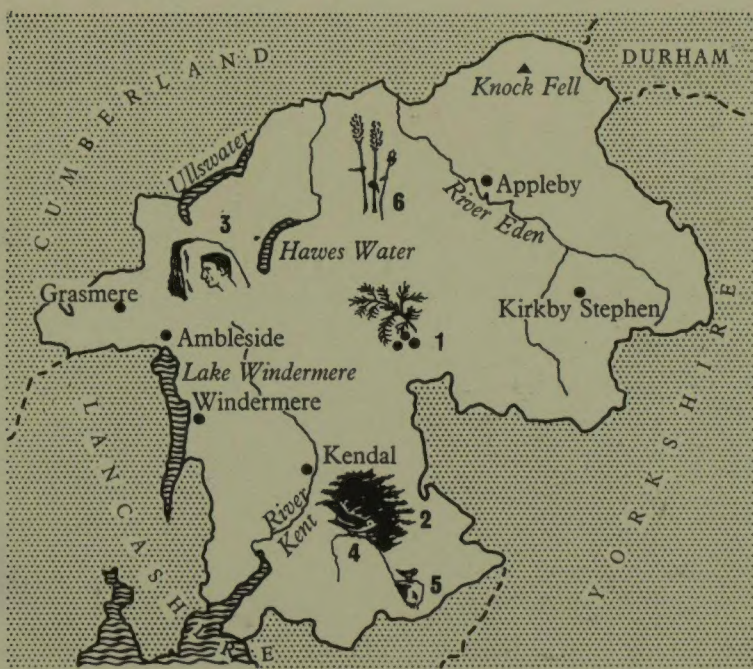 CUMBERLAND
DURHAM
Knock Fell
Ullswater
Appleby
6
River Eden
3
Hawes Water
Grasmere
Kirkby Stephen
1
Ambleside
Lake Windermere
Windermere
LANCASHIRE
YORKSHIRE
Kendal
River
Kent
2
4
5